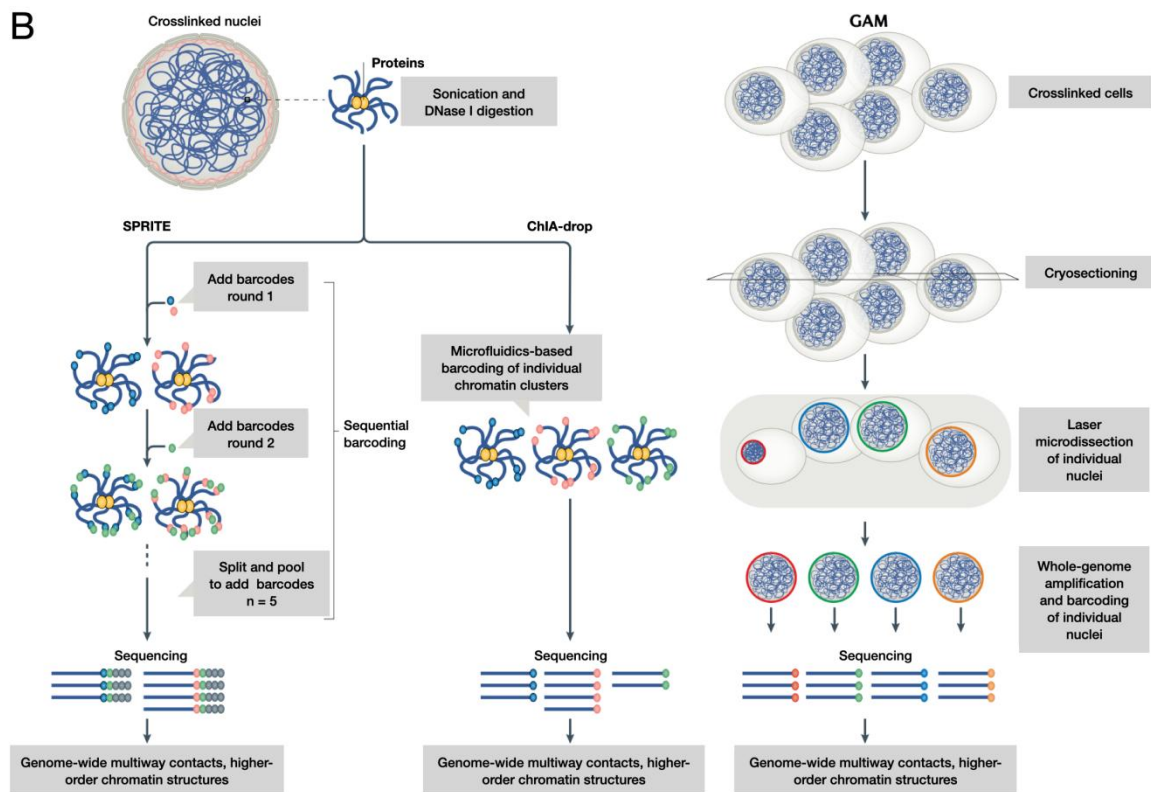 B
Crosslinked nuclei
Proteins
Sonication and
DNase I digestion
SPRITE
ChIA-drop
Add barcodes
round 1
Add barcodes
round 2
Sequential
barcoding
Split and pool
to add barcodes
n = 5
Sequencing
Genome-wide multiway contacts, higher-
order chromatin structures
Microfluidics-based
barcoding of individual
chromatin clusters
Sequencing
Genome-wide multiway contacts, higher-
order chromatin structures
GAM
Crosslinked cells
Cryosectioning
Laser
microdissection
of individual
nuclei
Whole-genome
amplification
and barcoding
of individual
nuclei
Sequencing
Genome-wide multiway contacts, higher-
order chromatin structures